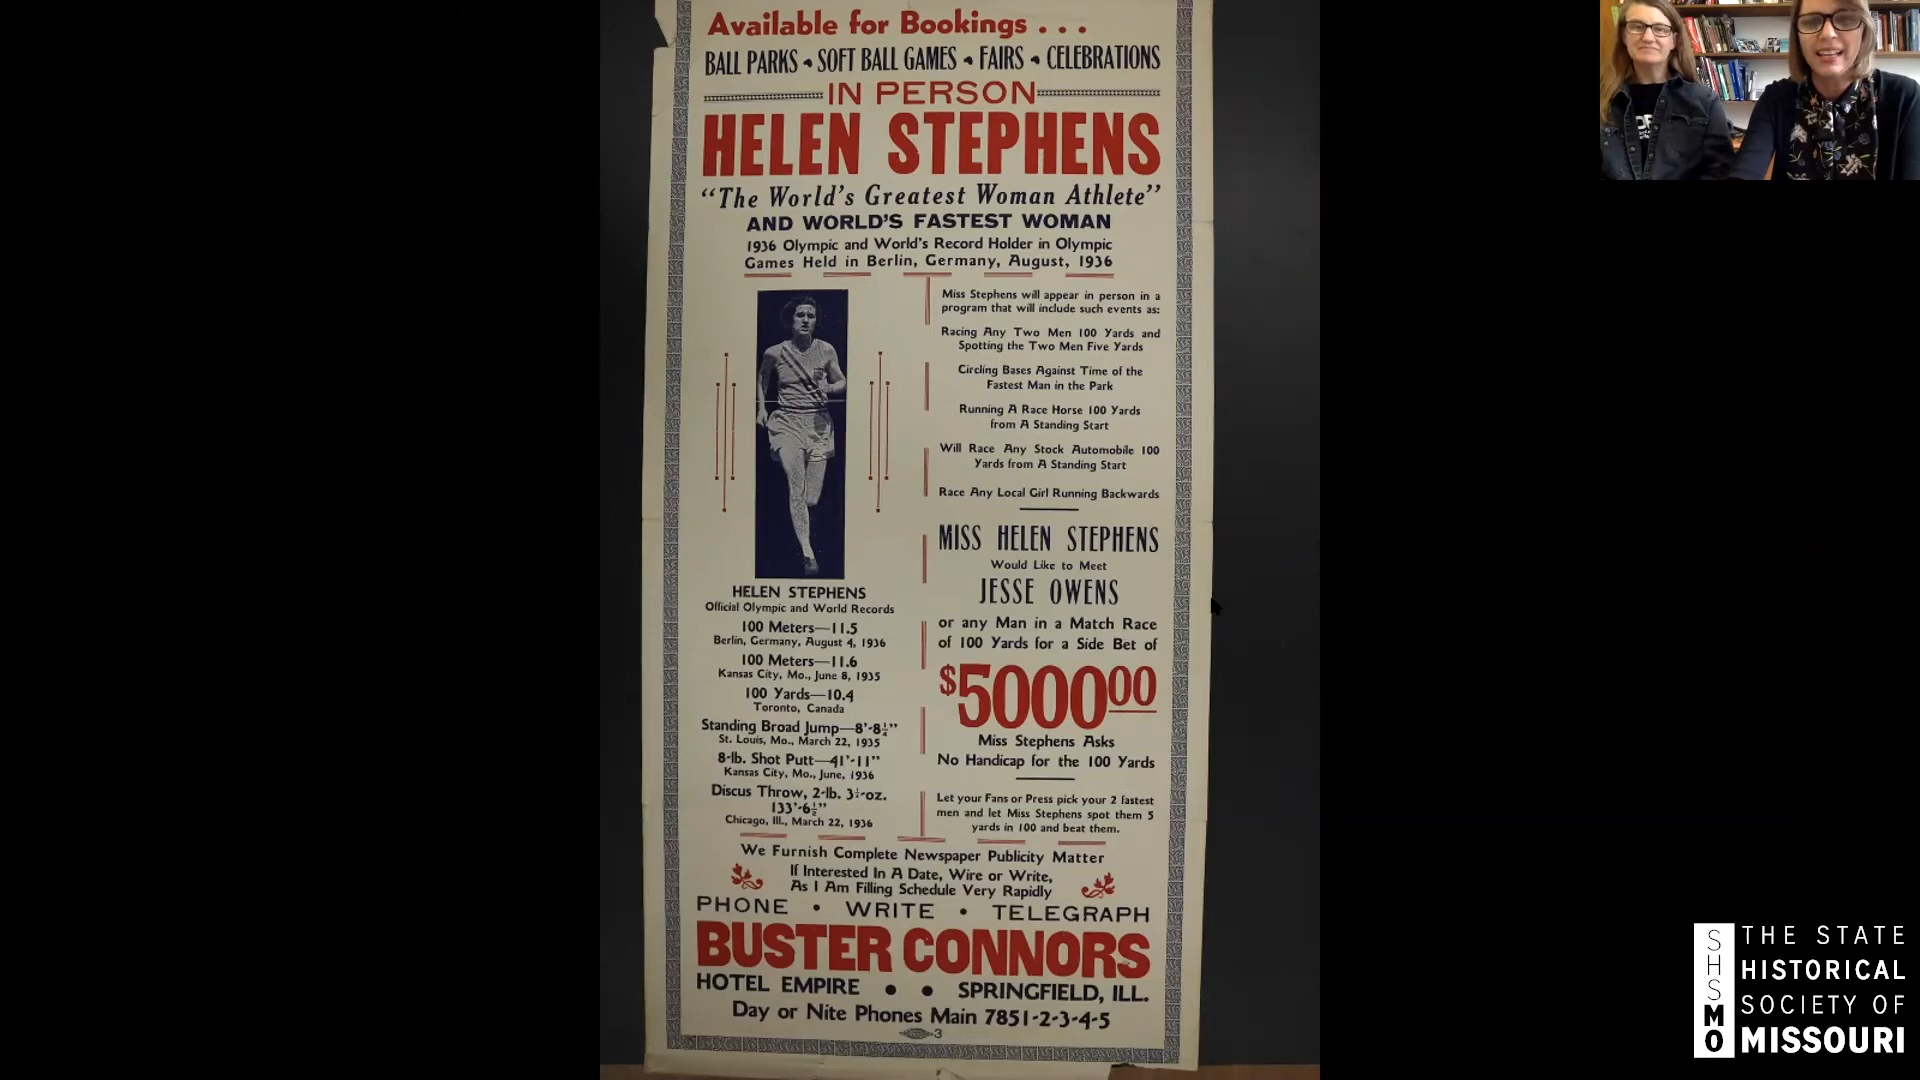 Available for Bookings . . .
BALL PARKS • SOFT BALL GAMES • FAIRS • CELEBRATIONS
IN PERSON
HELEN STEPHENS
"The World's Greatest Woman Athlete"
AND WORLD'S FASTEST WOMAN
1936 Olympic and World's Record Holder in Olympic
Games Held in Berlin, Germany, August, 1936
HELEN STEPHENS
Official Olympic and World Records
100 Meters—11.5
Berlin, Germany, August 4, 1936
100 Meters—11.6
Kansas City, Mo., June 8, 1935
100 Yards—10.4
Toronto, Canada
Standing Broad Jump—8'-8¼"
St. Louis, Mo., March 22, 1935
8-lb. Shot Putt—41'-11"
Kansas City, Mo., June, 1936
Discus Throw, 2-lb. 3¼-oz.
133'-6½"
Chicago, Ill., March 22, 1936
Miss Stephens will appear in person in a
program that will include such events as:
Racing Any Two Men 100 Yards and
Spotting the Two Men Five Yards
Circling Bases Against Time of the
Fastest Man in the Park
Running A Race Horse 100 Yards
from A Standing Start
Will Race Any Stock Automobile 100
Yards from A Standing Start
Race Any Local Girl Running Backwards
MISS HELEN STEPHENS
Would Like to Meet
JESSE OWENS
or any Man in a Match Race
of 100 Yards for a Side Bet of
$500000
Miss Stephens Asks
No Handicap for the 100 Yards
Let your Fans or Press pick your 2 fastest
men and let Miss Stephens spot them 5
yards in 100 and beat them.
We Furnish Complete Newspaper Publicity Matter
If Interested In A Date, Wire or Write,
As I Am Filling Schedule Very Rapidly
PHONE • WRITE • TELEGRAPH
BUSTER CONNORS
HOTEL EMPIRE • • SPRINGFIELD, ILL.
Day or Nite Phones Main 7851-2-3-4-5
3
SHSMO
THE STATE
HISTORICAL
SOCIETY OF
MISSOURI